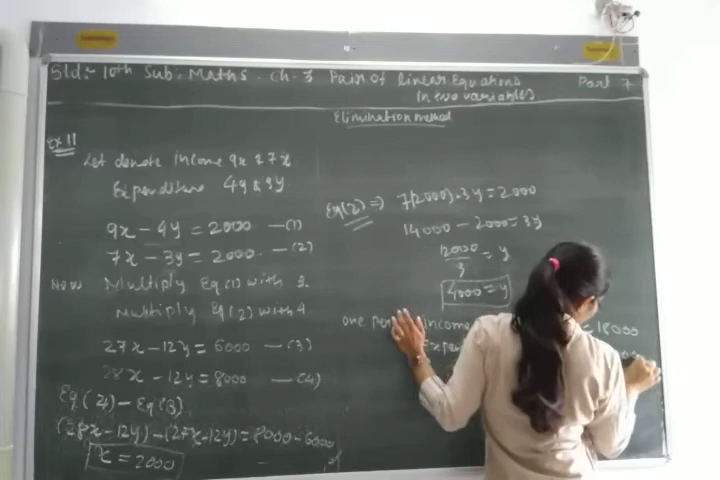 Std:- 10th Sub:- Maths. Ch-3 Pair of linear Equations Part 7
in two variables
Elimination method
Ex 11
Let denote income 9x & 7x
Expenditure 4y & 3y
9x - 4y = 2000 —(1)
7x - 3y = 2000. —(2)
Now Multiply Eq(1) with 3.
Multiply Eq(2) with 4
27x - 12y = 6000 —(3)
28x - 12y = 8000 —(4)
Eq(4) - Eq(3)
(28x - 12y) - (27x - 12y) = 8000 - 6000
x = 2000
Eq(2) => 7(2000) - 3y = 2000
14000 - 2000 = 3y
12000/3 = y
4000 = y
One income = 18000